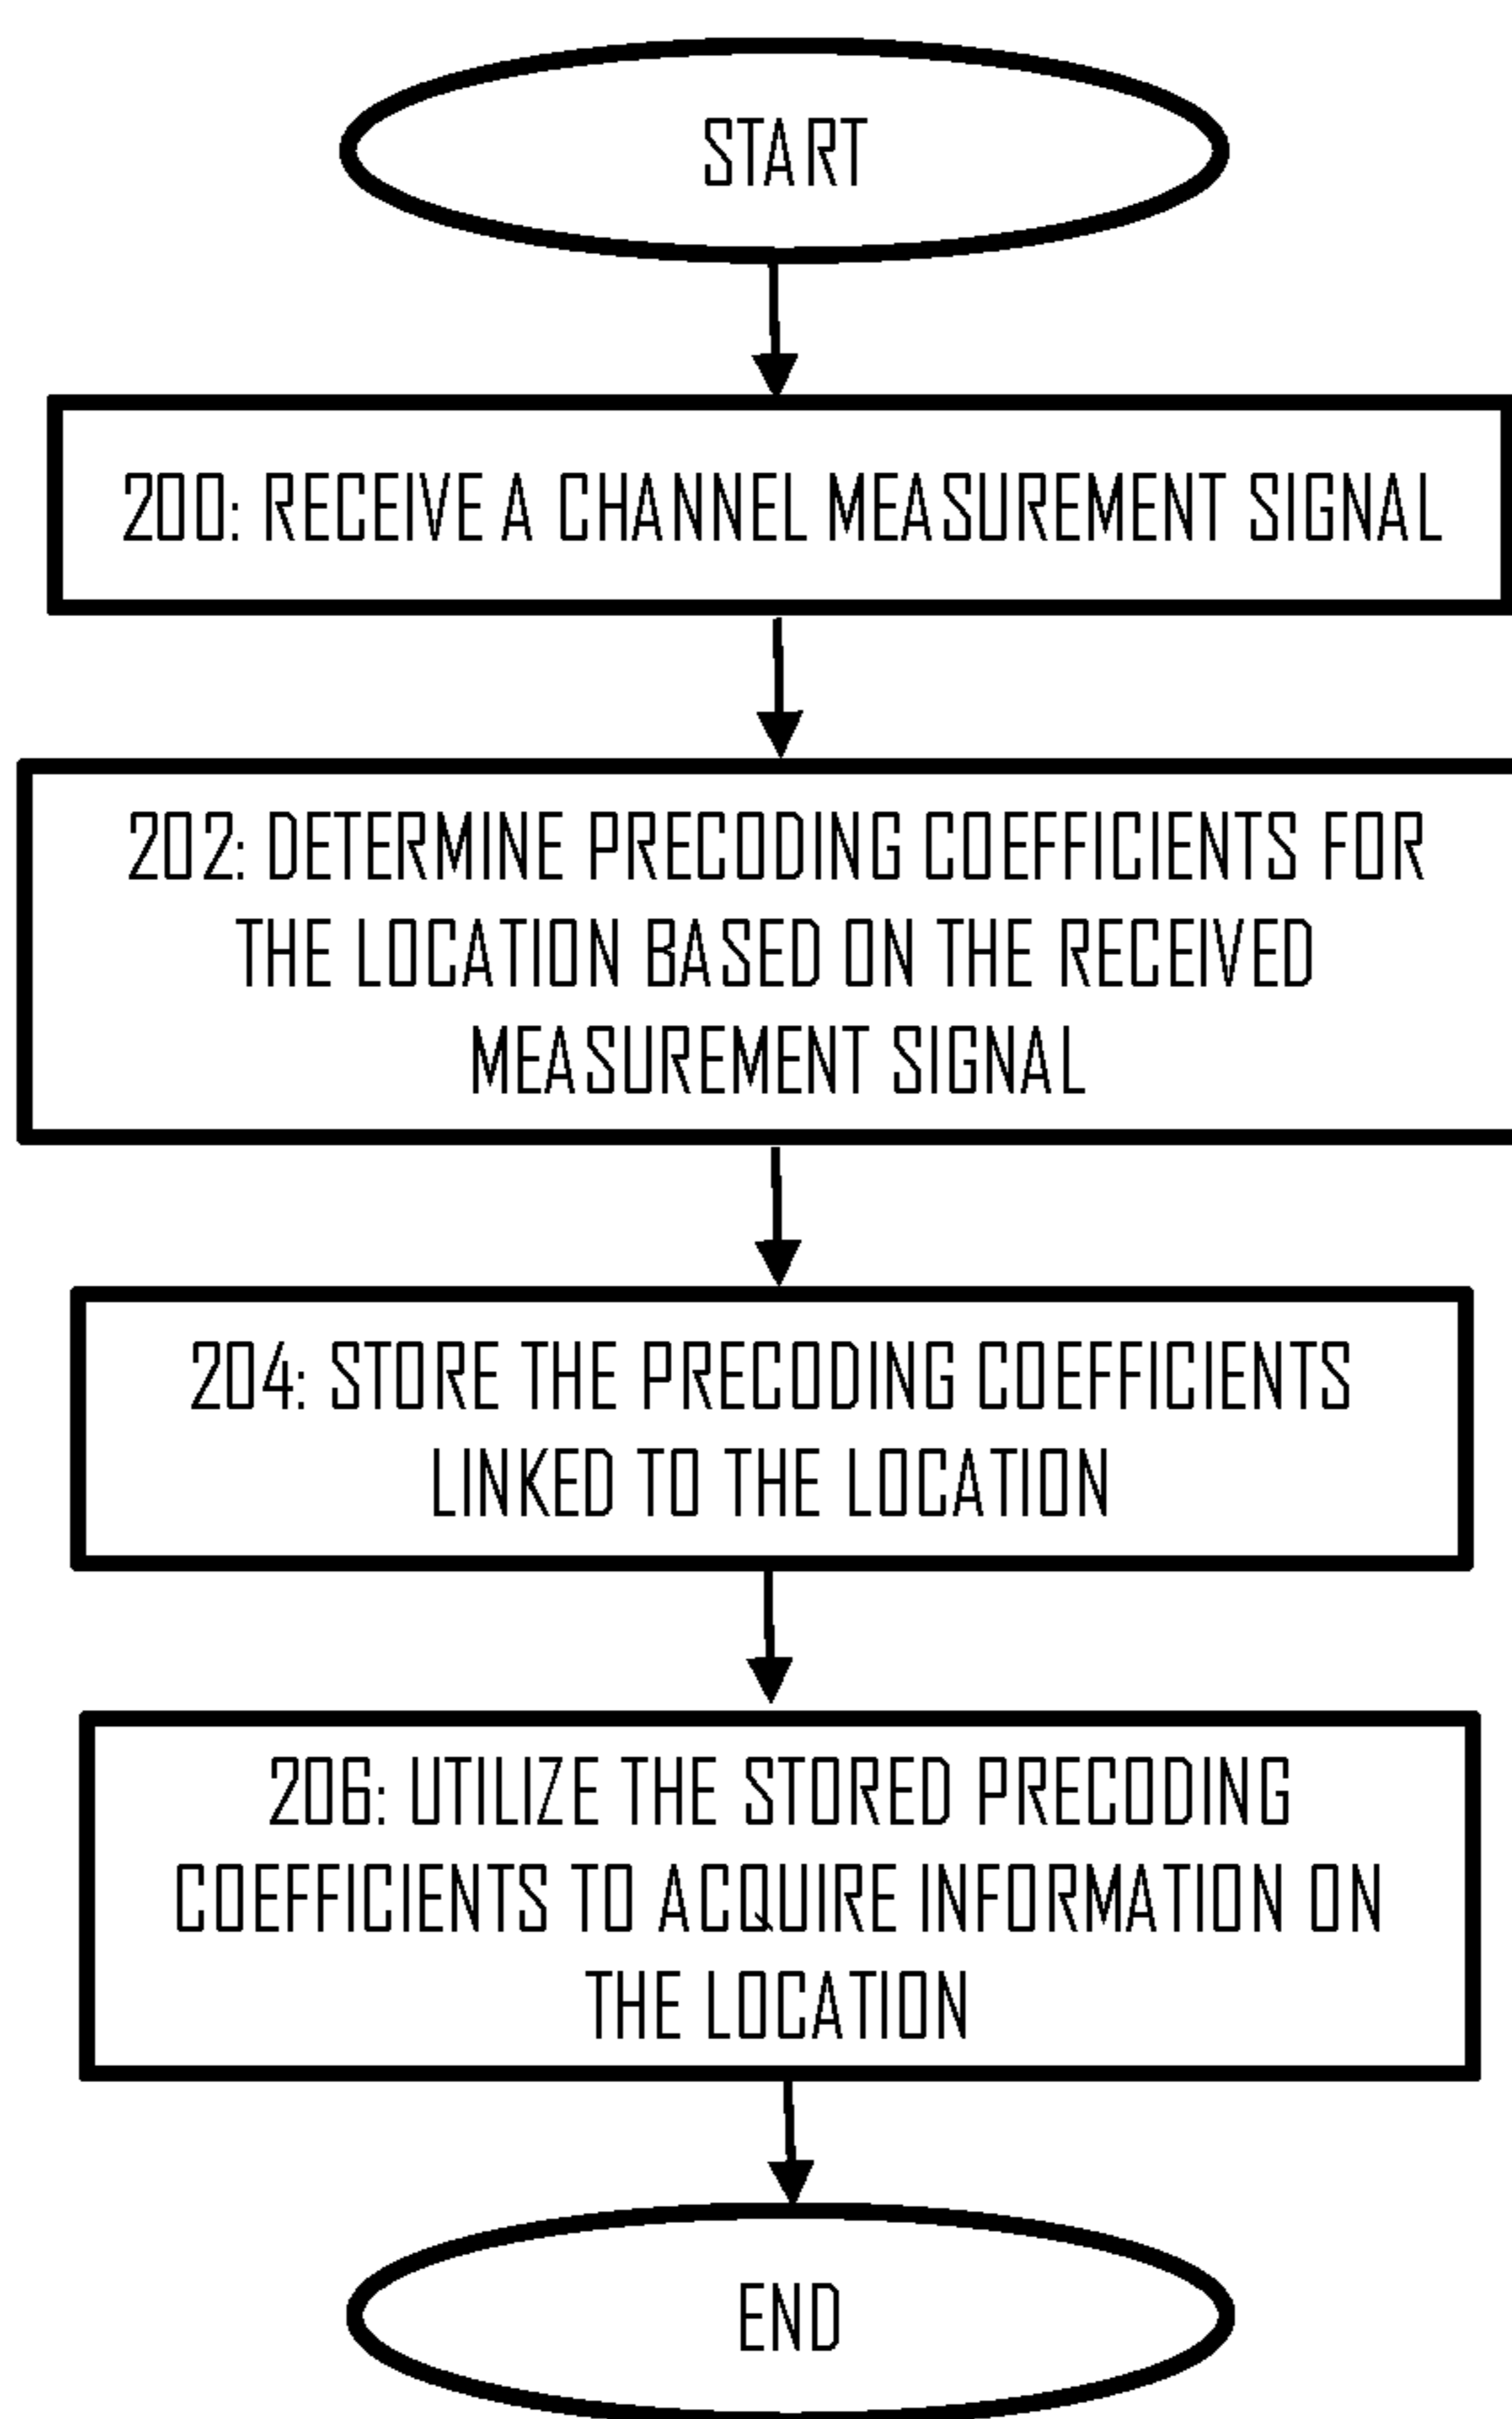 START
200: RECEIVE A CHANNEL MEASUREMENT SIGNAL
202: DETERMINE PRECODING COEFFICIENTS FOR
THE LOCATION BASED ON THE RECEIVED
MEASUREMENT SIGNAL
204: STORE THE PRECODING COEFFICIENTS
LINKED TO THE LOCATION
206: UTILIZE THE STORED PRECODING
COEFFICIENTS TO ACQUIRE INFORMATION ON
THE LOCATION
END